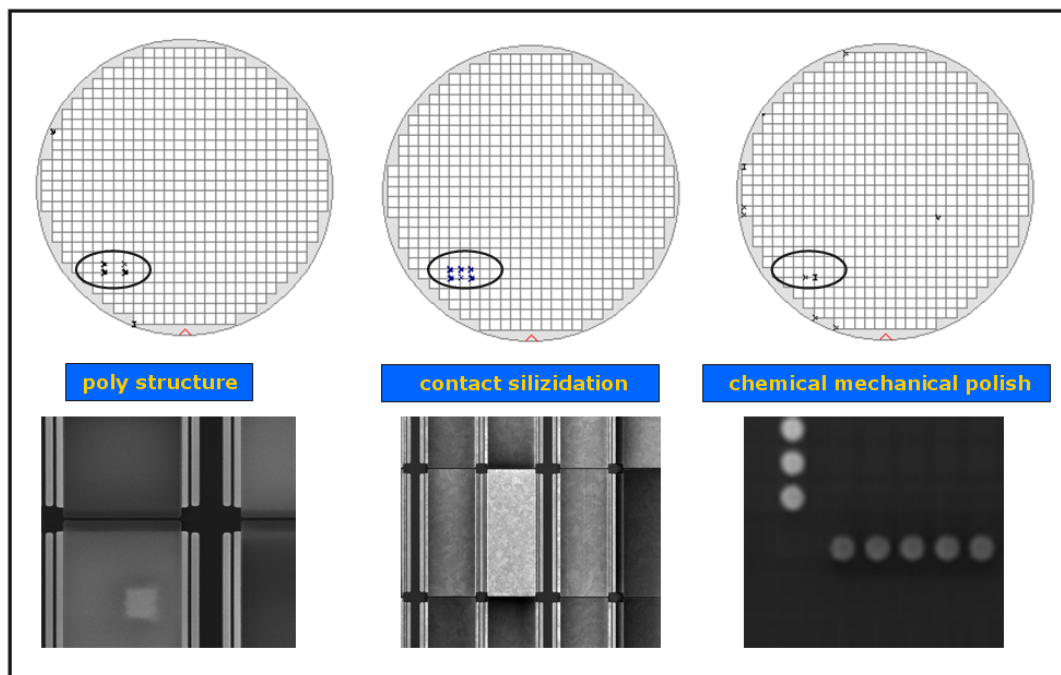 poly structure
contact silizidation
chemical mechanical polish